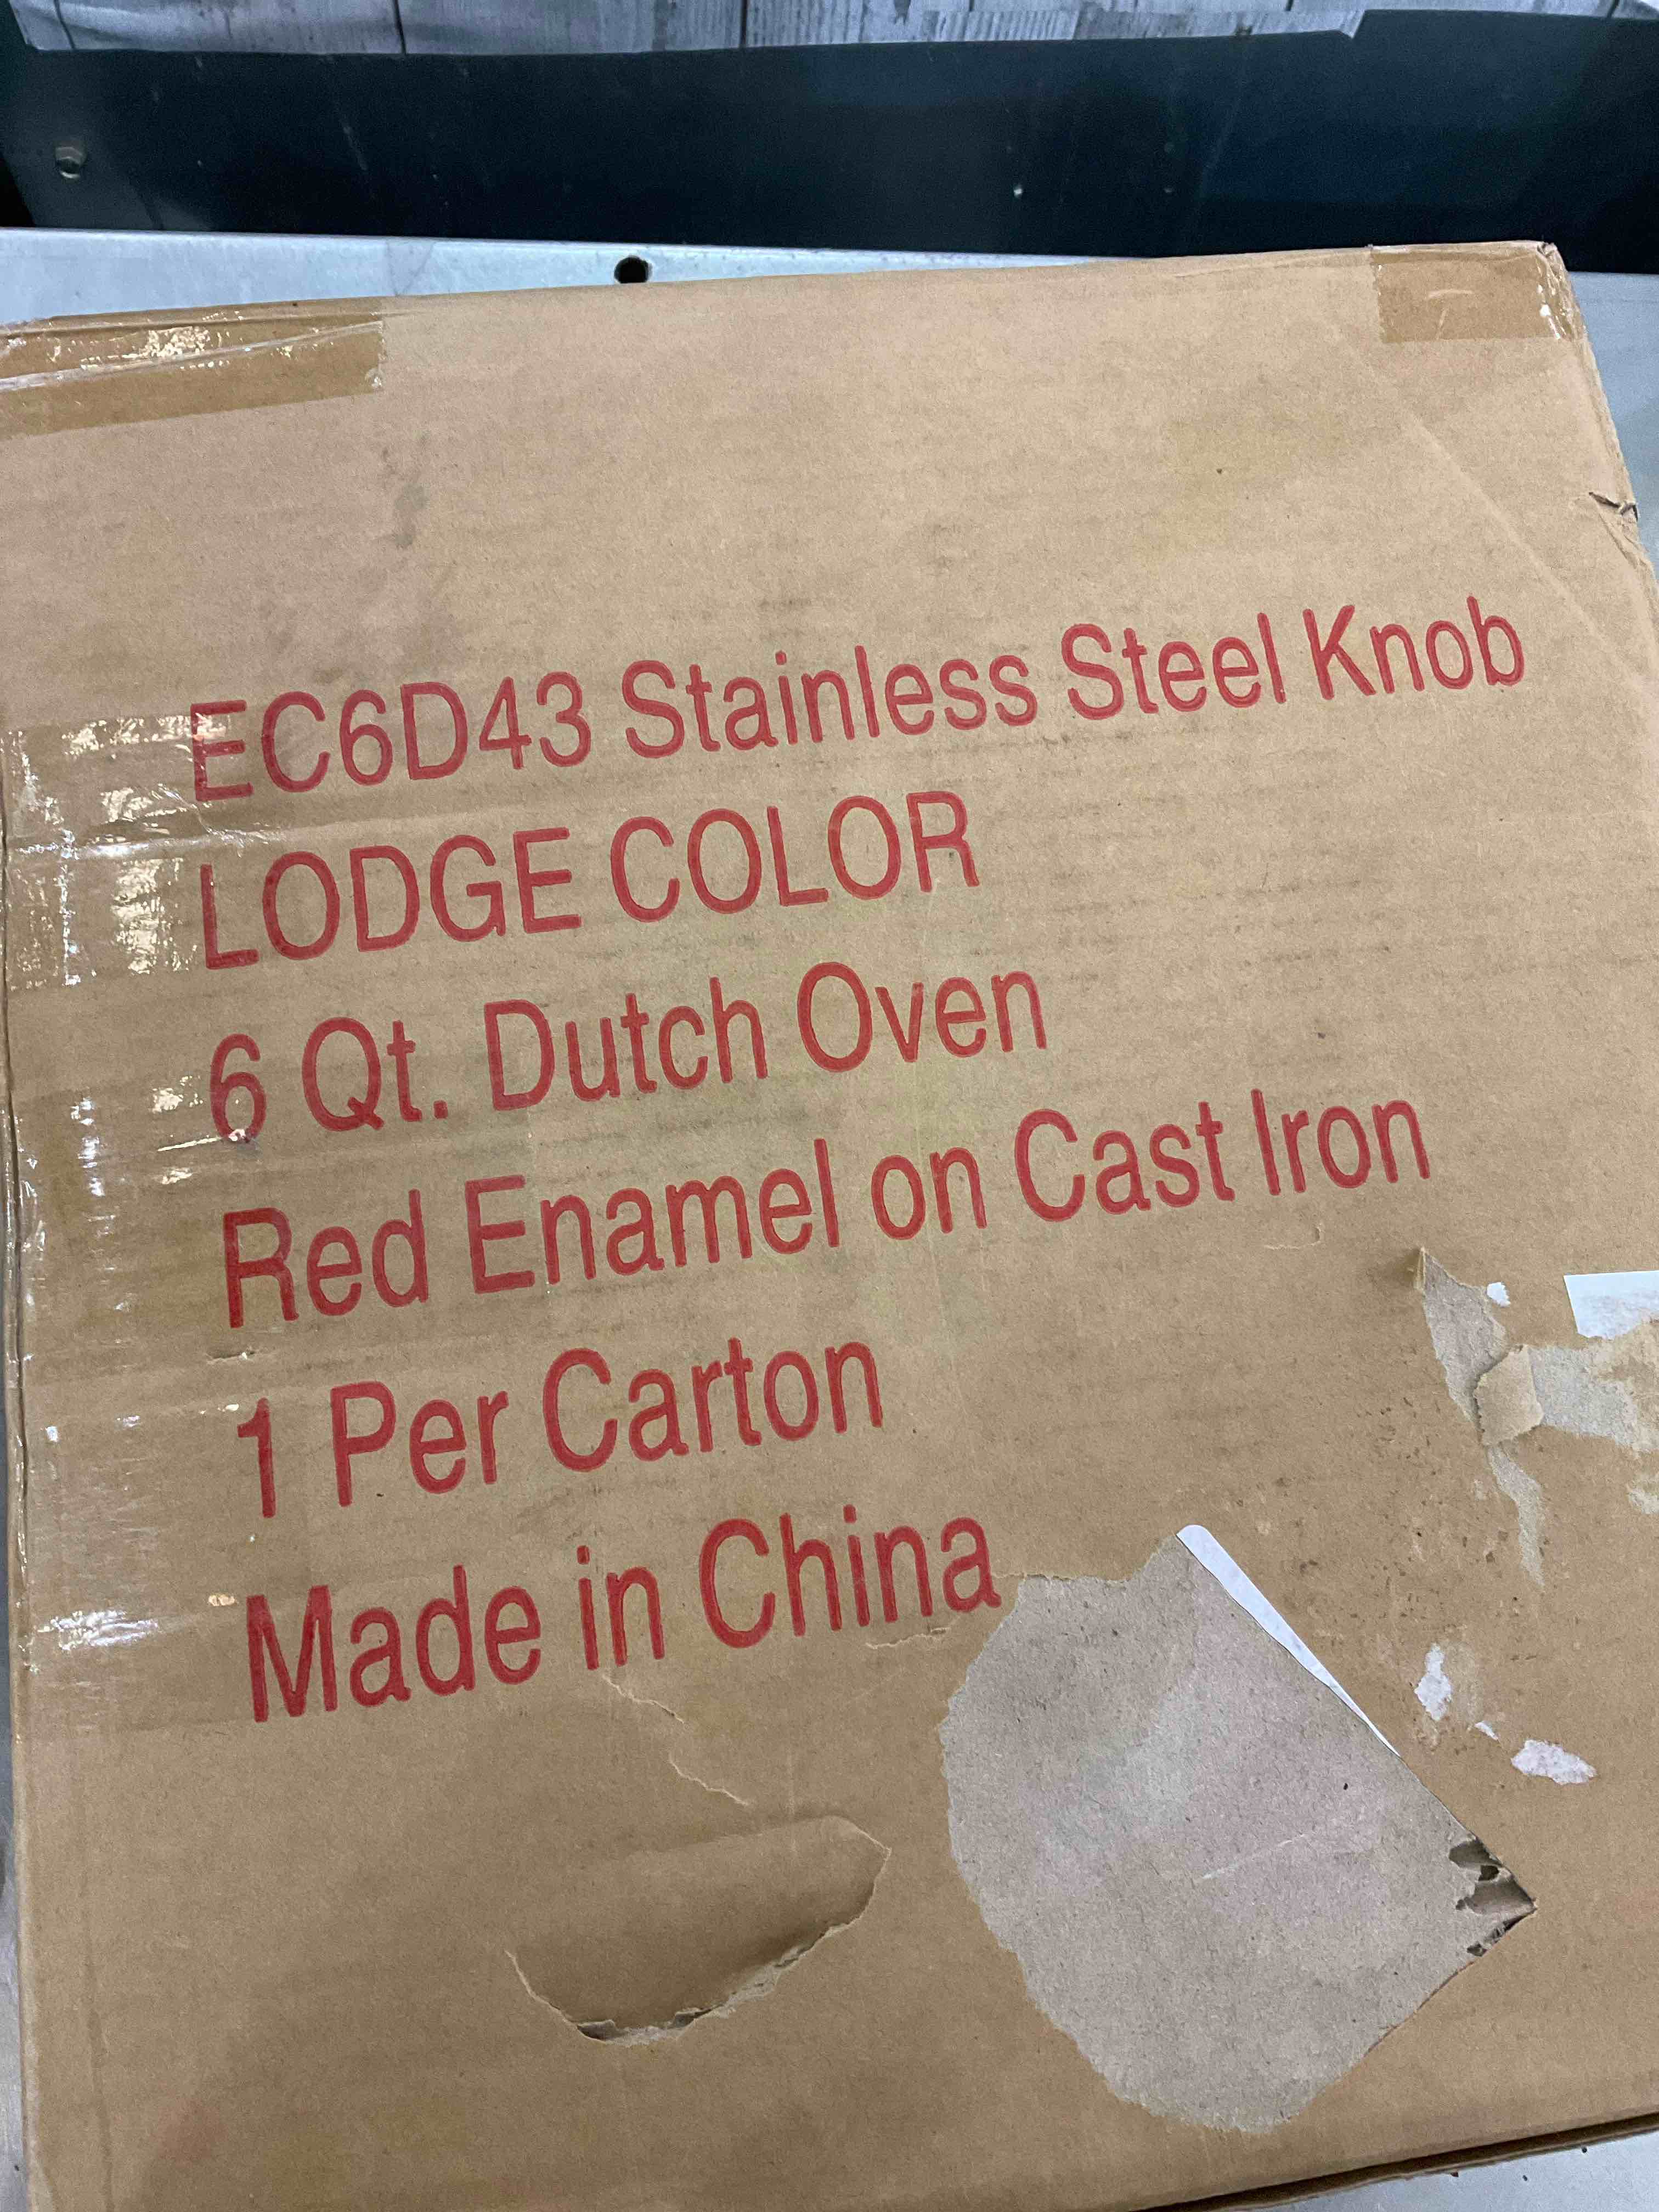 EC6D43 Stainless Steel Knob
LODGE COLOR
6 Qt. Dutch Oven
Red Enamel on Cast Iron
1 Per Carton
Made in China